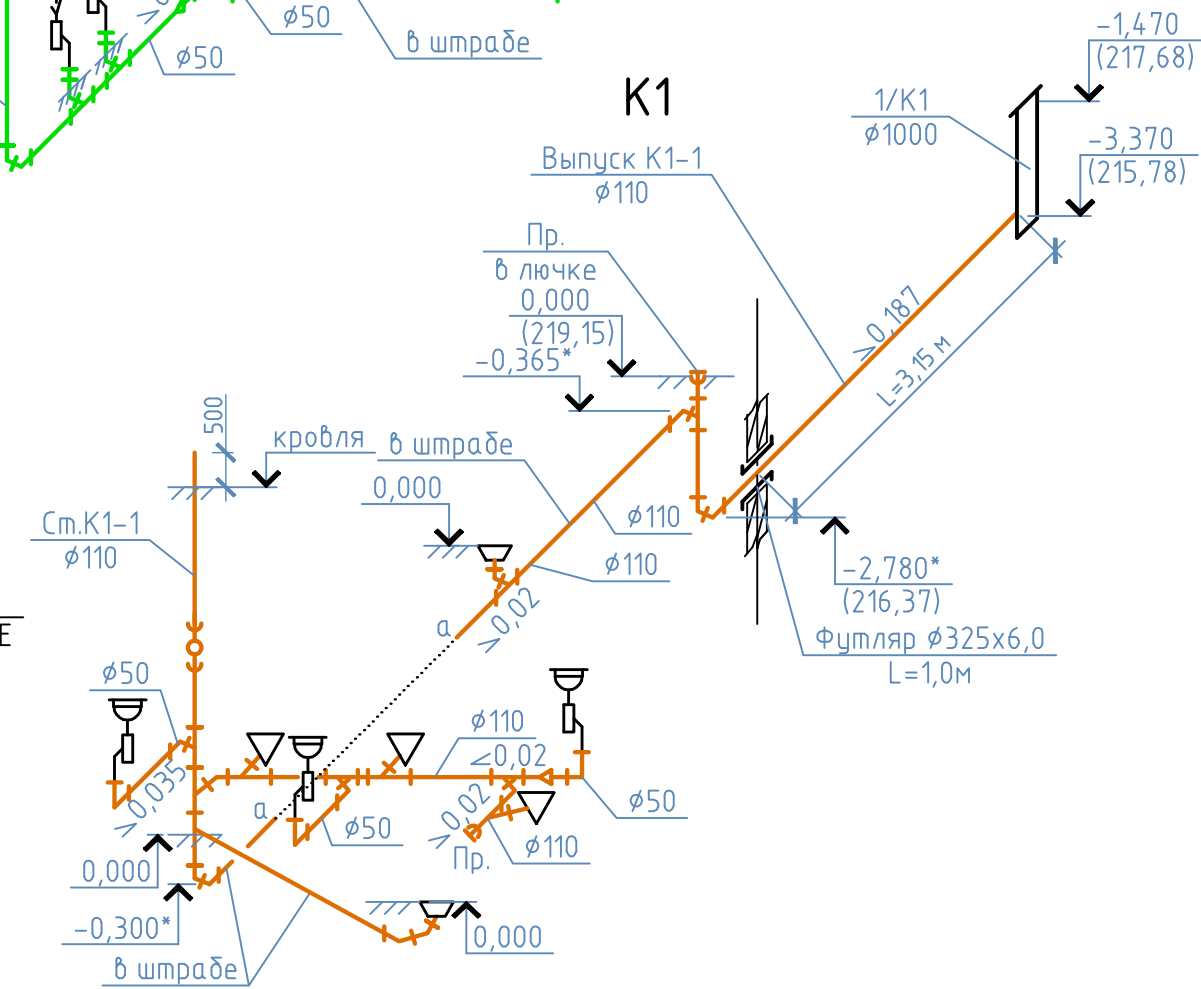 ø50
ø50
в штрабе
К1
-1,470
(217,68)
1/К1
ø1000
-3,370
(215,78)
Выпуск К1-1
ø110
Пр.
в лючке
0,000
(219,15)
-0,365*
0,187
L=3,15 м
500
кровля
в штрабе
0,000
Ст.К1-1
ø110
ø110
ø110
-2,780*
(216,37)
Футляр ø325х6,0
L=1,0м
а
0,02
Е
ø50
ø110
0,02
0,035
а
0,02
ø50
ø50
ø110
Пр.
0,000
-0,300*
0,000
в штрабе